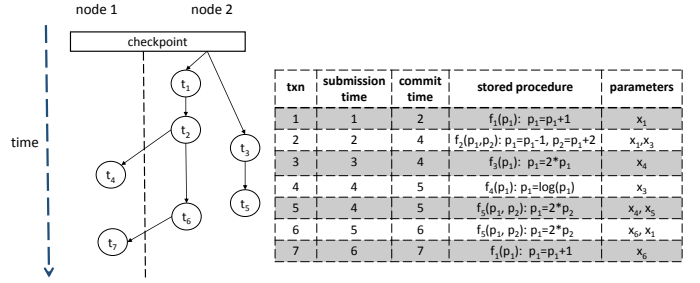 node 1 node 2
checkpoint
time
t1
t2
t3
t4
t5
t6
t7
txn submission time commit time stored procedure parameters
1 1 2 f1(p1): p1=p1+1 x1
2 2 4 f2(p1,p2): p1=p1-1, p2=p1+2 x1,x3
3 3 4 f3(p1): p1=2*p1 x4
4 4 5 f4(p1): p1=log(p1) x3
5 4 5 f5(p1, p2): p1=2*p2 x4, x5
6 5 6 f5(p1, p2): p1=2*p2 x6, x1
7 6 7 f1(p1): p1=p1+1 x6